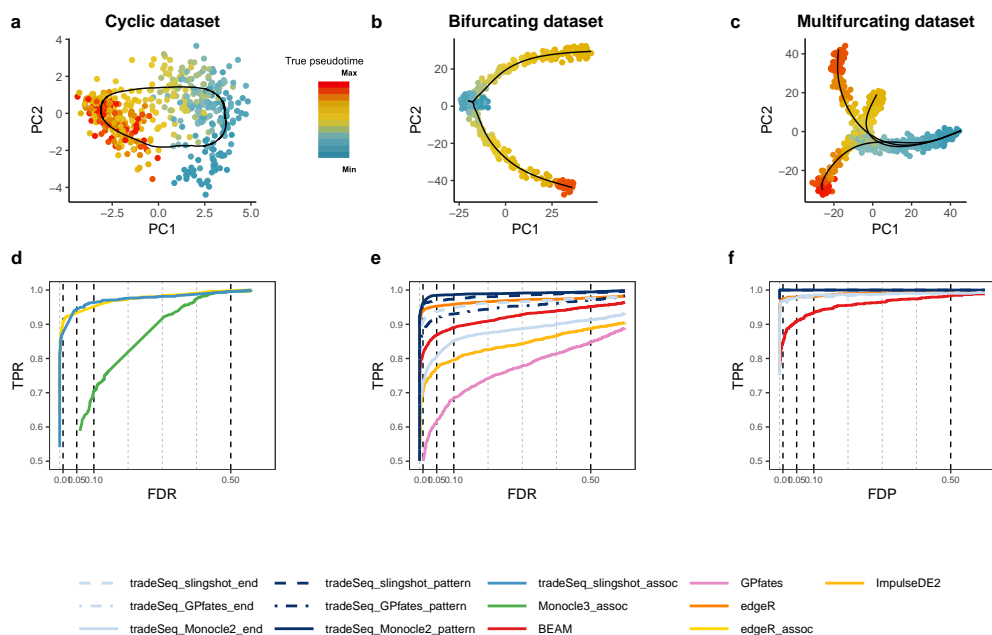 a
Cyclic dataset
b
Bifurcating dataset
c
Multifurcating dataset
True pseudotime
Max
Min
4
2
0
−2
−4
PC2
−2.5
0.0
2.5
5.0
PC1
20
0
−20
−40
PC2
−25
0
25
PC1
40
20
0
−20
PC2
−20
0
20
40
PC1
d
1.0
0.9
0.8
0.7
0.6
0.5
TPR
0.01
0.05
0.10
0.50
FDR
e
1.0
0.9
0.8
0.7
0.6
0.5
TPR
0.01
0.05
0.10
0.50
FDR
f
1.0
0.9
0.8
0.7
0.6
0.5
TPR
0.01
0.05
0.10
0.50
FDP
tradeSeq_slingshot_end
tradeSeq_GPfates_end
tradeSeq_Monocle2_end
tradeSeq_slingshot_pattern
tradeSeq_GPfates_pattern
tradeSeq_Monocle2_pattern
tradeSeq_slingshot_assoc
Monocle3_assoc
BEAM
GPfates
edgeR
edgeR_assoc
ImpulseDE2